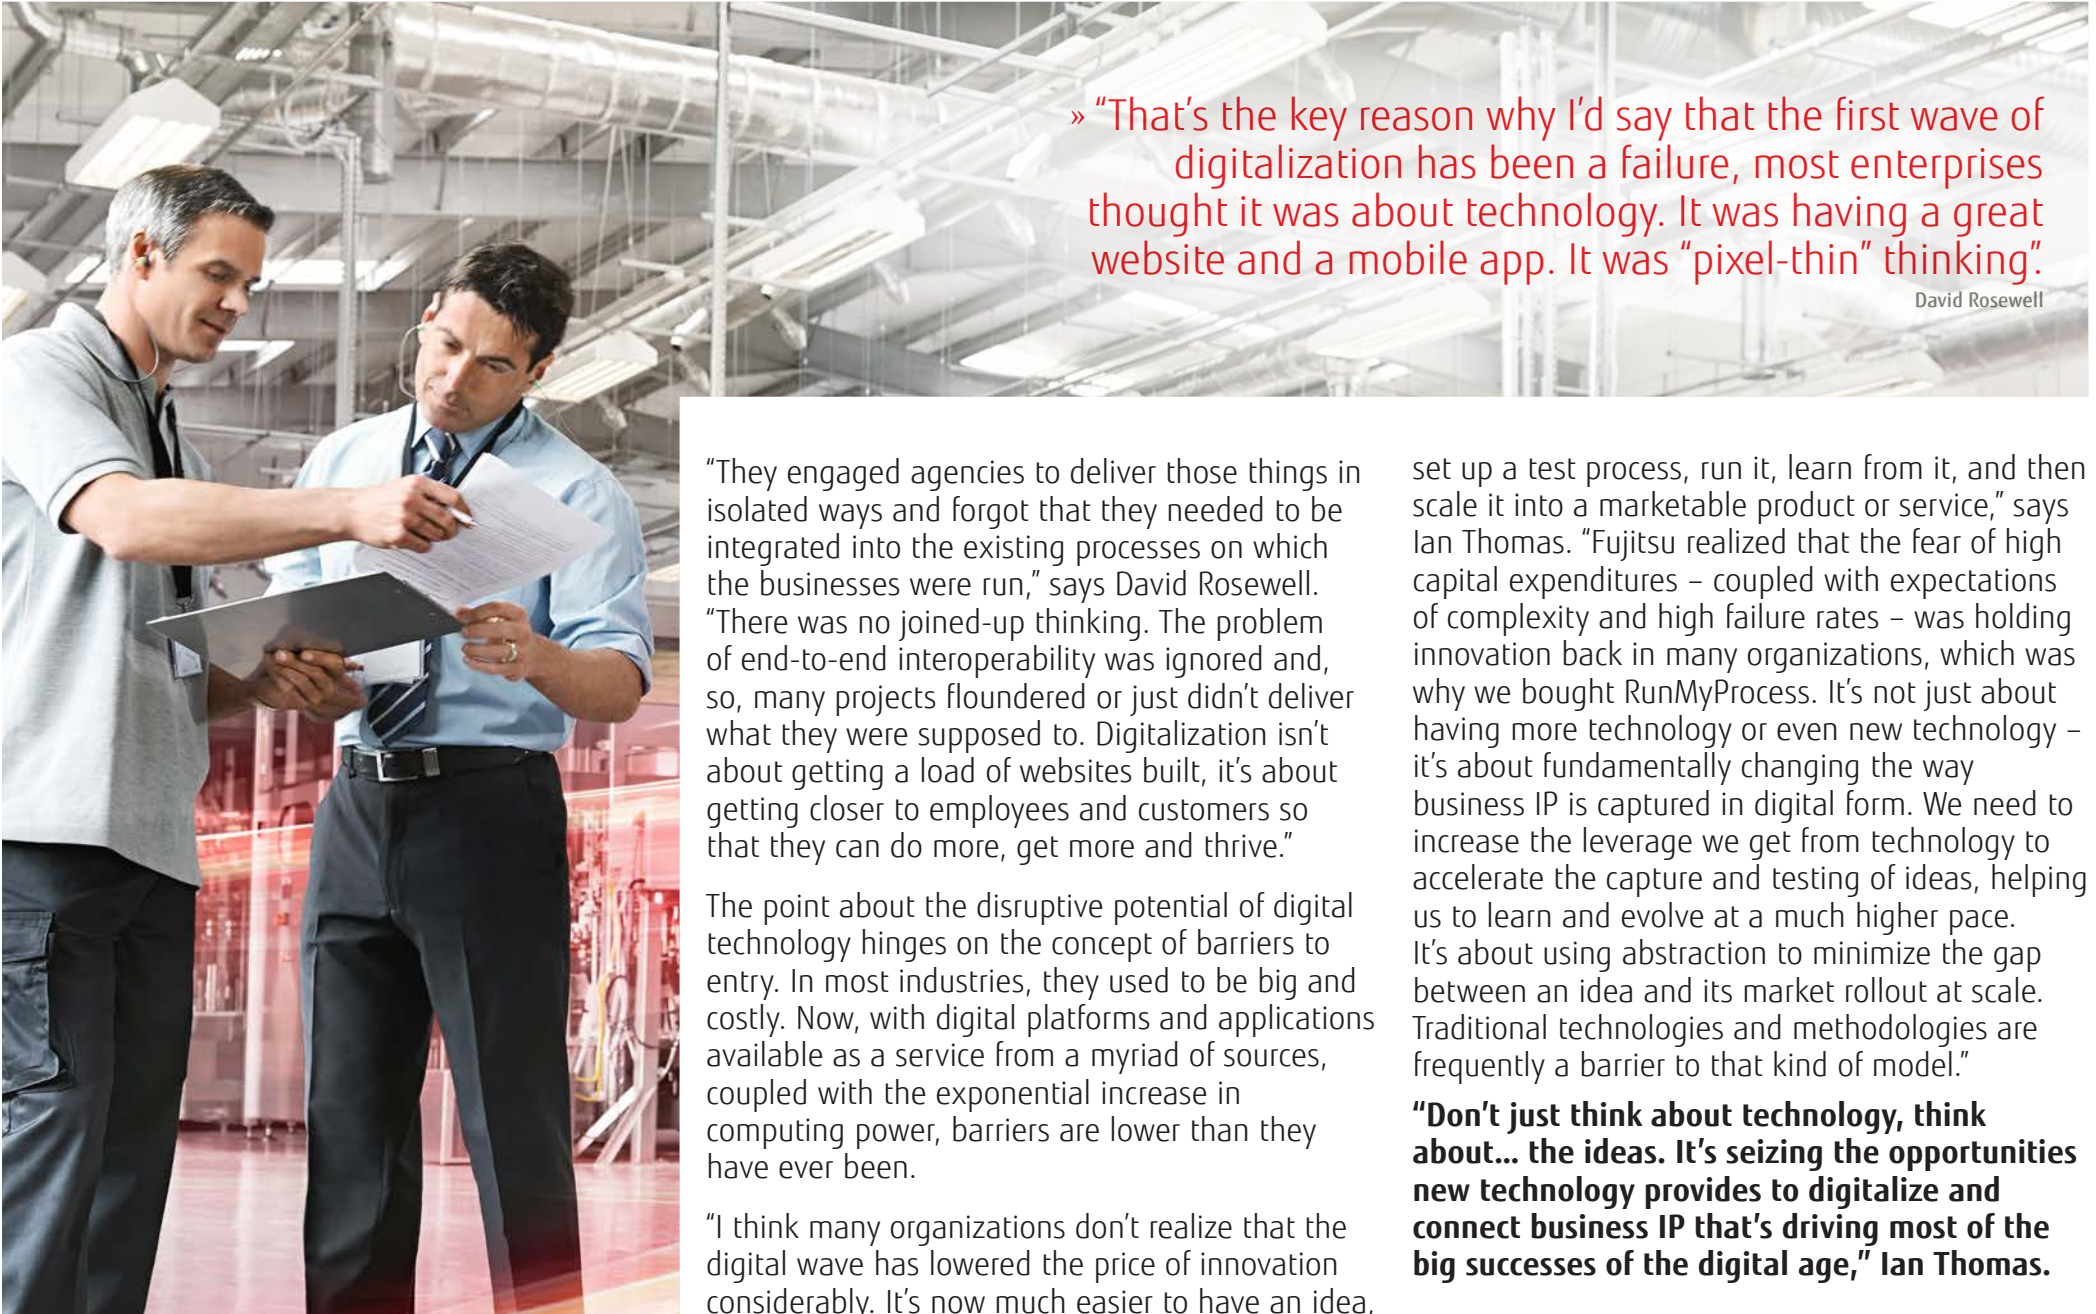 » “That’s the key reason why I’d say that the first wave of
digitalization has been a failure, most enterprises
thought it was about technology. It was having a great
website and a mobile app. It was “pixel-thin” thinking”.
David Rosewell
“They engaged agencies to deliver those things in
isolated ways and forgot that they needed to be
integrated into the existing processes on which
the businesses were run,” says David Rosewell.
“There was no joined-up thinking. The problem
of end-to-end interoperability was ignored and,
so, many projects floundered or just didn’t deliver
what they were supposed to. Digitalization isn’t
about getting a load of websites built, it’s about
getting closer to employees and customers so
that they can do more, get more and thrive.”
The point about the disruptive potential of digital
technology hinges on the concept of barriers to
entry. In most industries, they used to be big and
costly. Now, with digital platforms and applications
available as a service from a myriad of sources,
coupled with the exponential increase in
computing power, barriers are lower than they
have ever been.
“I think many organizations don’t realize that the
digital wave has lowered the price of innovation
considerably. It’s now much easier to have an idea,
set up a test process, run it, learn from it, and then
scale it into a marketable product or service,” says
Ian Thomas. “Fujitsu realized that the fear of high
capital expenditures – coupled with expectations
of complexity and high failure rates – was holding
innovation back in many organizations, which was
why we bought RunMyProcess. It’s not just about
having more technology or even new technology –
it’s about fundamentally changing the way
business IP is captured in digital form. We need to
increase the leverage we get from technology to
accelerate the capture and testing of ideas, helping
us to learn and evolve at a much higher pace.
It’s about using abstraction to minimize the gap
between an idea and its market rollout at scale.
Traditional technologies and methodologies are
frequently a barrier to that kind of model.”
“Don’t just think about technology, think
about... the ideas. It’s seizing the opportunities
new technology provides to digitalize and
connect business IP that’s driving most of the
big successes of the digital age,” Ian Thomas.